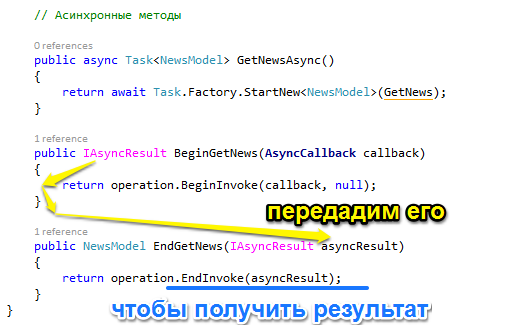 // Асинхронные методы
0 references
public async Task<NewsModel> GetNewsAsync()
{
return await Task.Factory.StartNew<NewsModel>(GetNews);
}
1 reference
public IAsyncResult BeginGetNews(AsyncCallback callback)
{
return operation.BeginInvoke(callback, null);
}
передадим его
1 reference
public NewsModel EndGetNews(IAsyncResult asyncResult)
{
return operation.EndInvoke(asyncResult);
}
чтобы получить результат
}